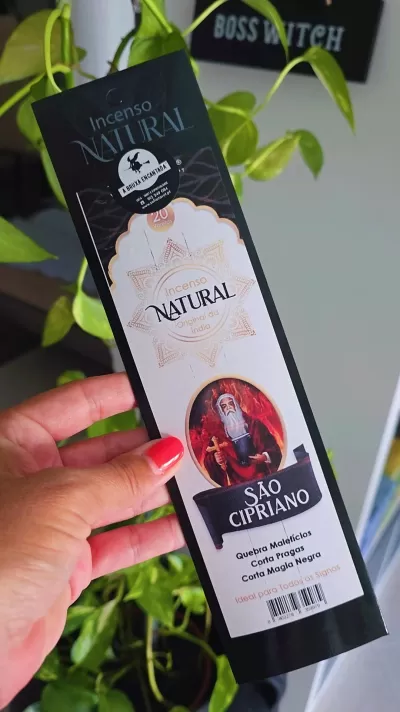 BOSS WITCH
Incenso
NATURAL
A BRUXA ENCANTADA
®
20
Incenso
NATURAL
Original da
Índia
SÃO
CIPRIANO
Quebra Malefícios
Corta Pragas
Corta Magia Negra
Ideal para Todos os Signos